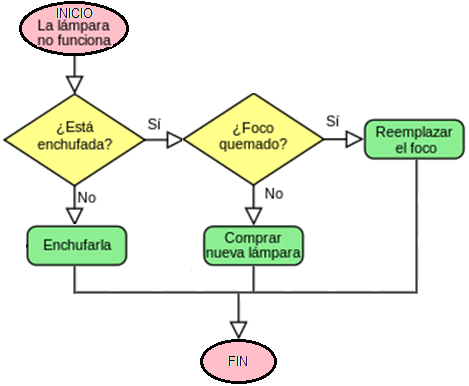 INICIO
La lámpara
no funciona
¿Está
enchufada?
Sí
¿Foco
quemado?
Sí
Reemplazar
el foco
No
No
Enchufarla
Comprar
nueva lámpara
FIN